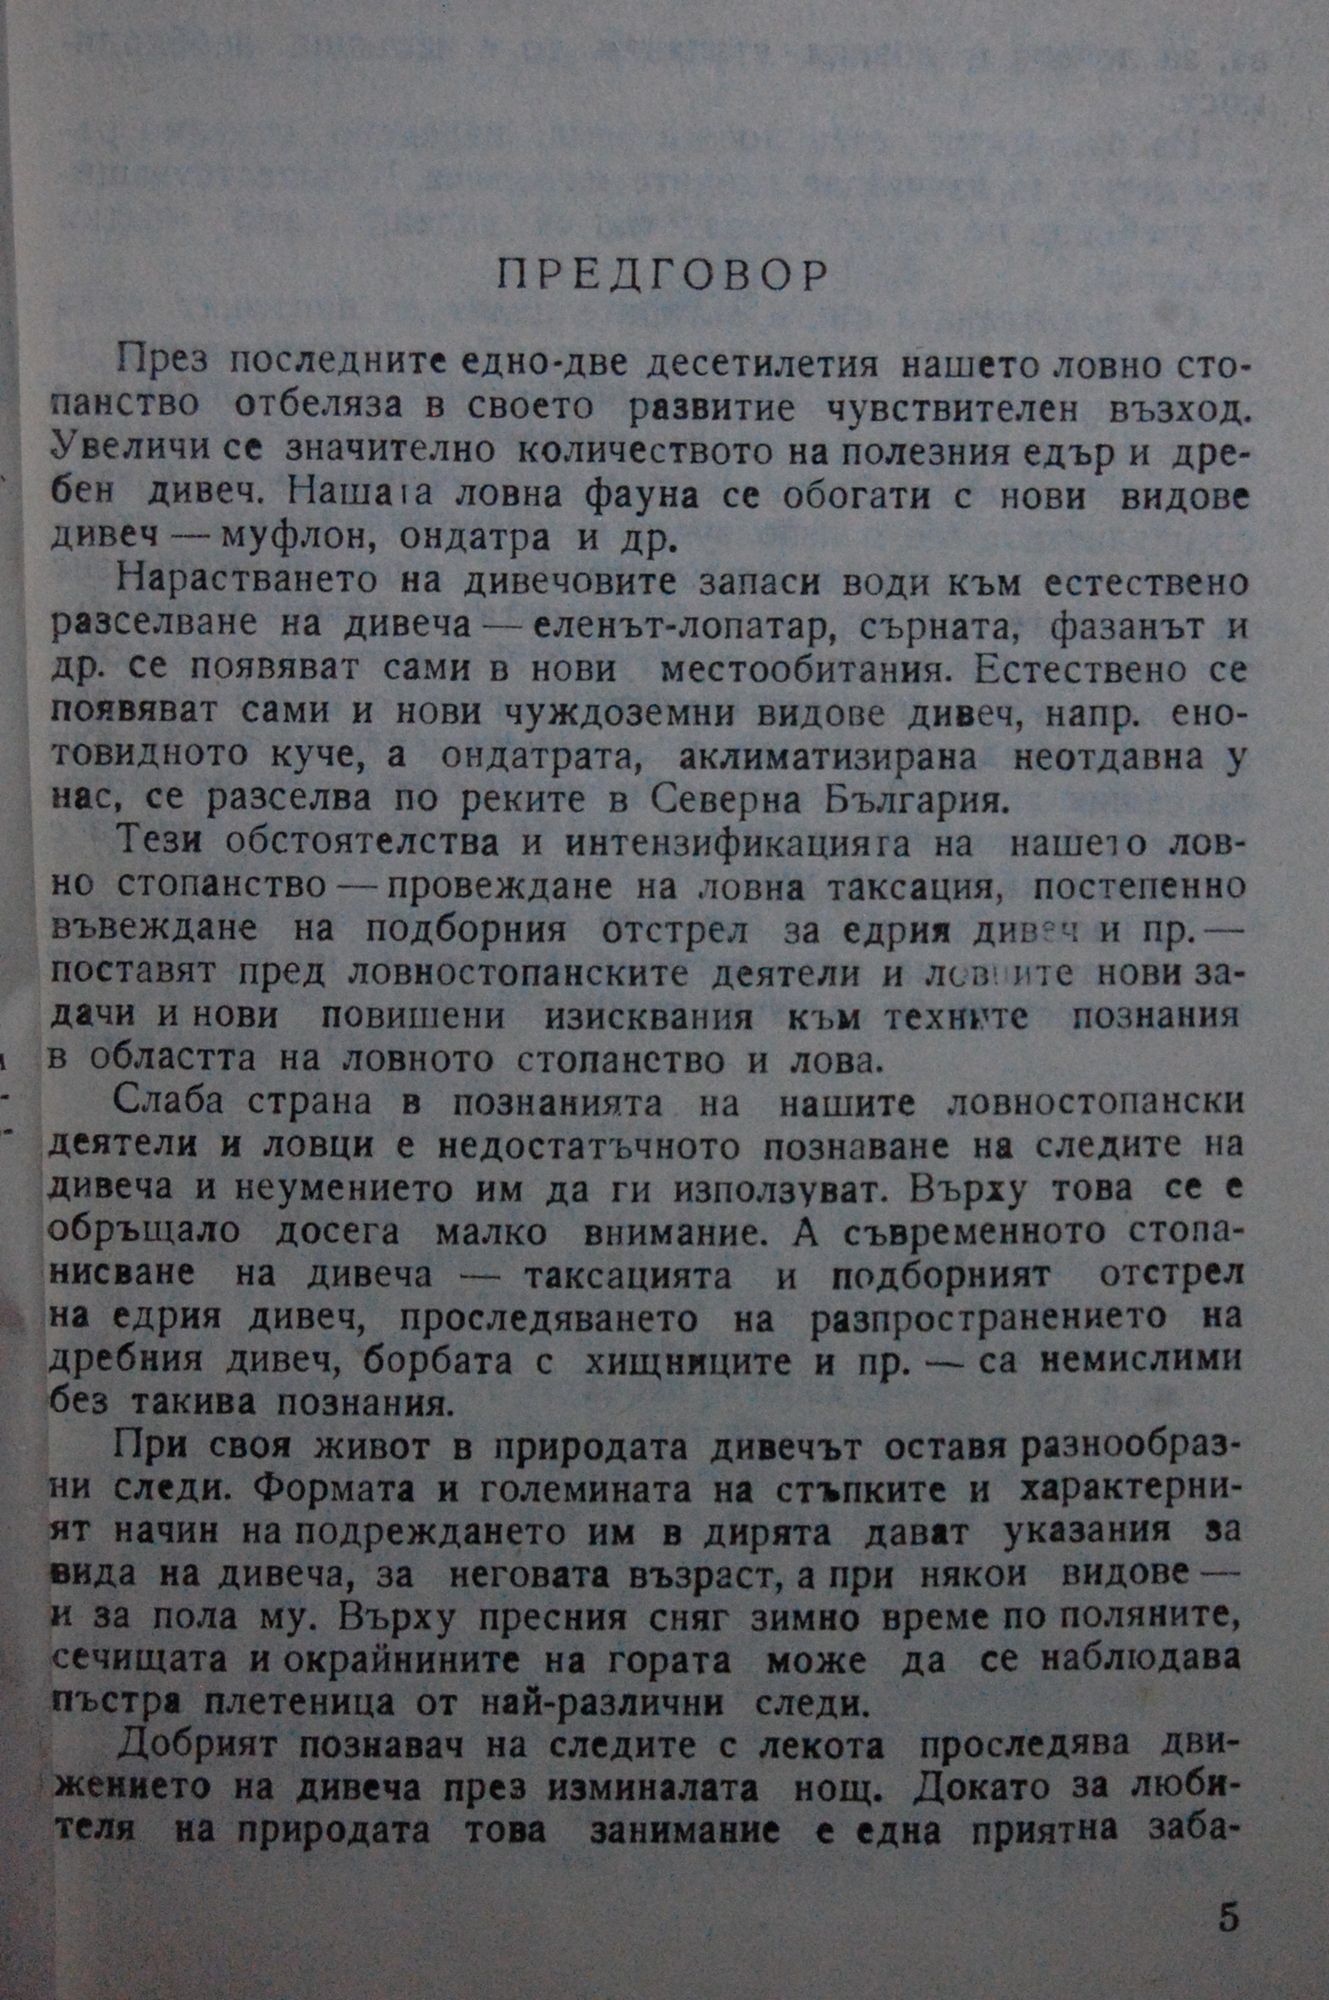 ПРЕДГОВОР
През последните едно-две десетилетия нашето ловно сто-
панство отбеляза в своето развитие чувствителен възход.
Увеличи се значително количеството на полезния едър и дре-
бен дивеч. Нашата ловна фауна се обогати с нови видове
дивеч — муфлон, ондатра и др.
Нарастването на дивечовите запаси води към естествено
разселване на дивеча — еленът-лопатар, сърната, фазанът и
др. се появяват сами в нови местообитания. Естествено се
появяват сами и нови чуждоземни видове дивеч, напр. ено-
товидното куче, а ондатрата, аклиматизирана неотдавна у
нас, се разселва по реките в Северна България.
Тези обстоятелства и интензификацията на нашето лов-
но стопанство — провеждане на ловна таксация, постепенно
въвеждане на подборния отстрел за едрия дивеч и пр. —
поставят пред ловностопанските деятели и ловците нови за-
дачи и нови повишени изисквания към техните познания
в областта на ловното стопанство и лова.
Слаба страна в познанията на нашите ловностопански
деятели и ловци е недостатъчното познаване на следите на
дивеча и неумението им да ги използуват. Върху това се е
обръщало досега малко внимание. А съвременното стопа-
нисване на дивеча — таксацията и подборният отстрел
на едрия дивеч, проследяването на разпространението на
дребния дивеч, борбата с хищниците и пр. — са немислими
без такива познания.
При своя живот в природата дивечът оставя разнообраз-
ни следи. Формата и големината на стъпките и характерни-
ят начин на подреждането им в дирята дават указания за
вида на дивеча, за неговата възраст, а при някои видове —
и за пола му. Върху пресния сняг зимно време по поляните,
сечищата и окрайнините на гората може да се наблюдава
пъстра плетеница от най-различни следи.
Добрият познавач на следите с лекота проследява дви-
жението на дивеча през изминалата нощ. Докато за люби-
теля на природата това занимание е една приятна заба-
5